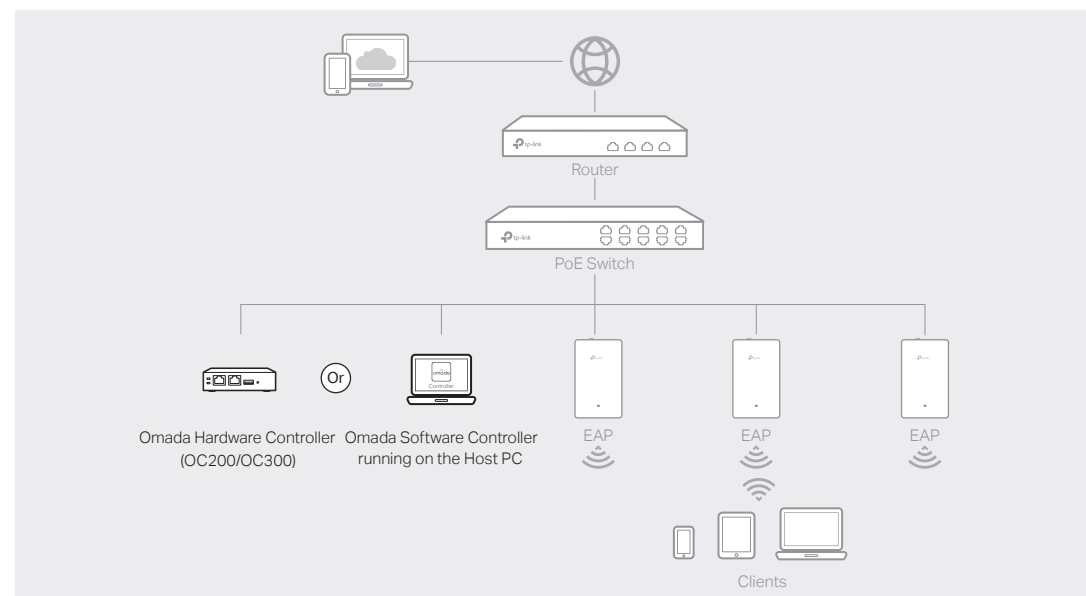 tp-link
Router
tp-link
PoE Switch
Or
omada
Controller
Omada Hardware Controller
(OC200/OC300)
Omada Software Controller
running on the Host PC
EAP
EAP
EAP
Clients